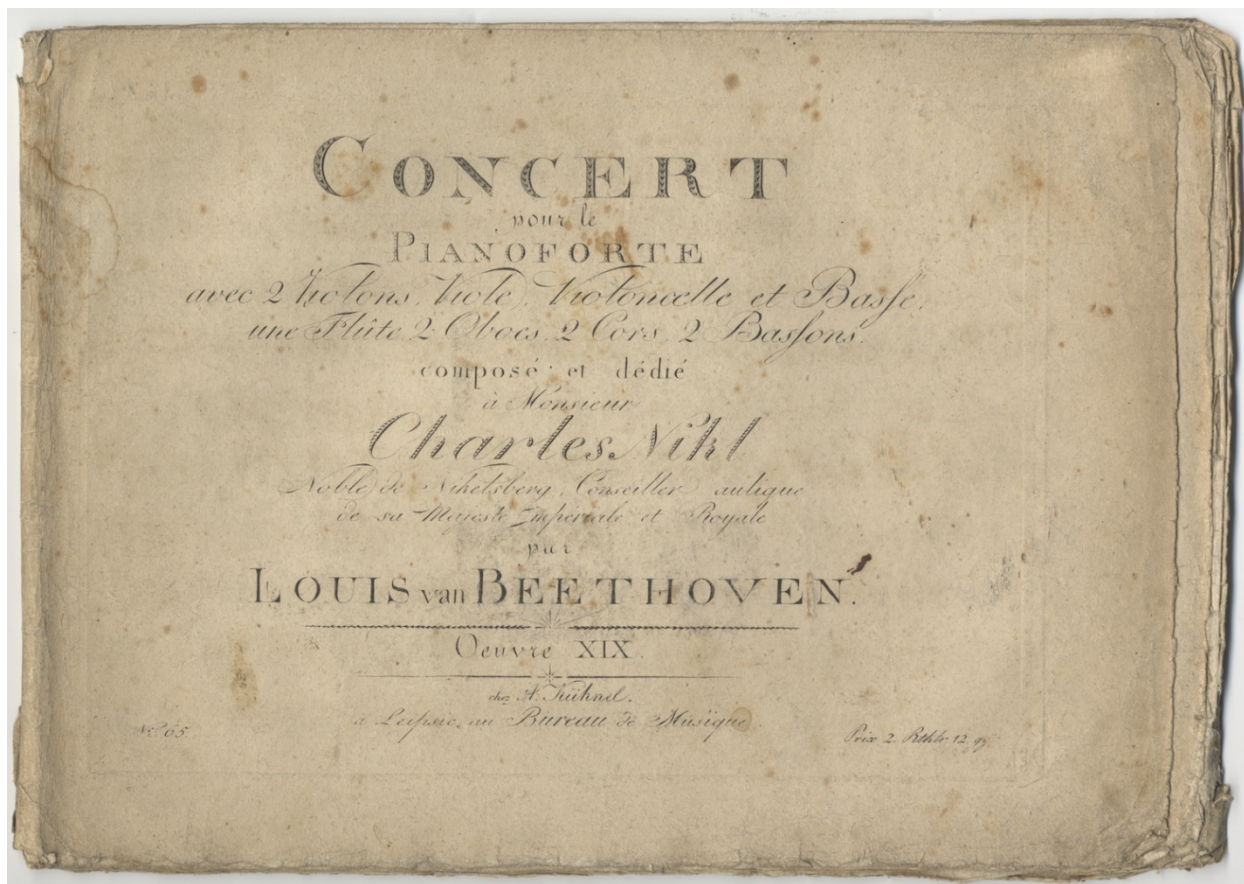 CONCERT
pour le
PIANOFORTE
avec 2 Violons, Viole, Violoncelle et Basse.
une Flûte 2 Oboes, 2 Cors, 2 Bassons.
composé et dédié
à Monsieur
Charles Nikl
Noble de Nikelsberg, Conseiller aulique
de sa Majesté Impériale et Royale
par
LOUIS van BEETHOVEN.
Oeuvre XIX.
chez A. Kühnel.
à Leipsic, au Bureau de Musique.
No. 65.
Prix 2. Rthlr. 12 gr.